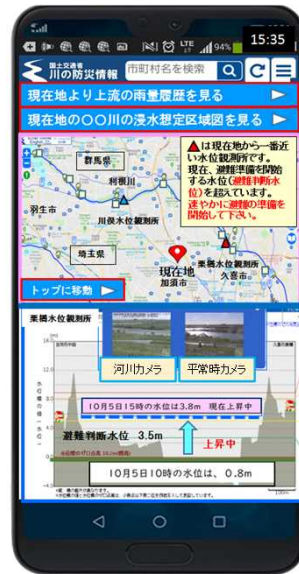 94%
15:35
国土交通省
川の防災情報
市町村名を検索
現在地より上流の雨量履歴を見る
現在地の〇〇川の浸水想定区域図を見る
▲は現在地から一番近い水位観測所です。
現在、避難準備を開始する水位(避難判断水位)を超えています。
速やかに避難の準備を開始して下さい。
群馬県
利根川
羽生市
川俣水位観測所
埼玉県
現在地
加須市
栗橋水位観測所
久喜市
トップに移動
栗橋水位観測所
河川カメラ
平常時カメラ
10月5日15時の水位は3.8m 現在上昇中
避難判断水位 3.5m
上昇中
10月5日10時の水位は、0.8m